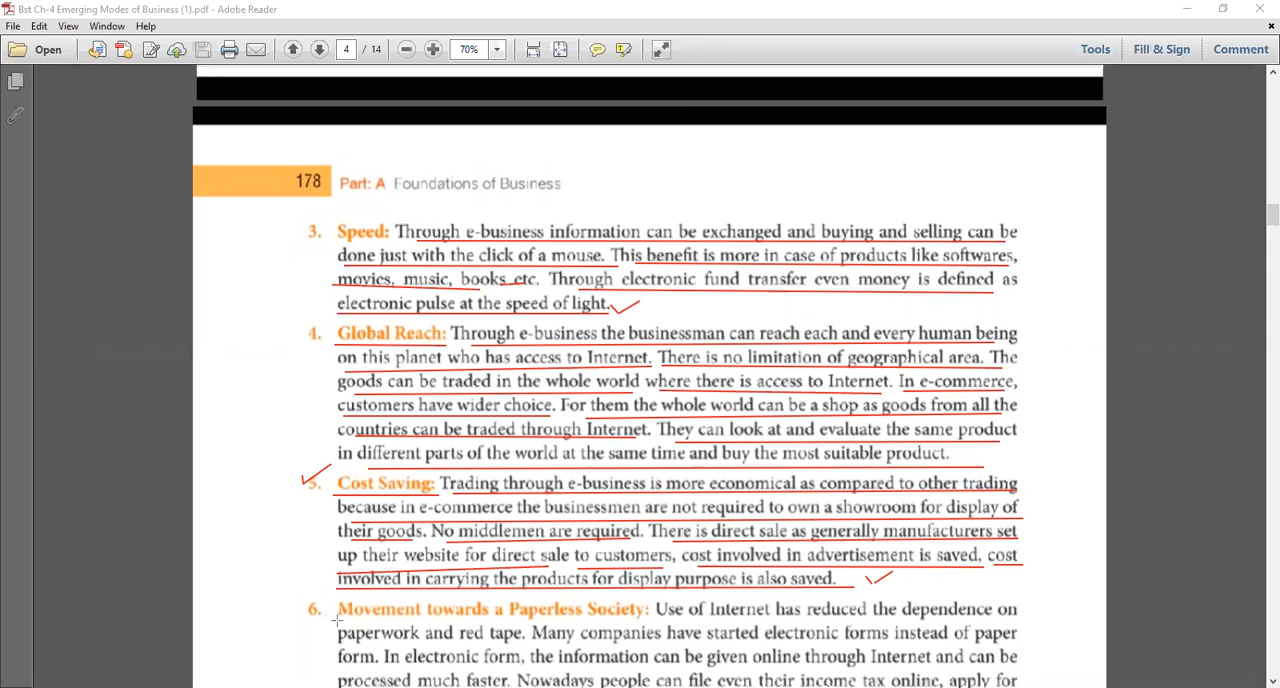 Bst Ch-4 Emerging Modes of Business (1).pdf - Adobe Reader
File Edit View Window Help
Open 4 / 14 70% Tools Fill & Sign Comment
178 Part: A Foundations of Business
3. Speed: Through e-business information can be exchanged and buying and selling can be
done just with the click of a mouse. This benefit is more in case of products like softwares,
movies, music, books etc. Through electronic fund transfer even money is defined as
electronic pulse at the speed of light.
4. Global Reach: Through e-business the businessman can reach each and every human being
on this planet who has access to Internet. There is no limitation of geographical area. The
goods can be traded in the whole world where there is access to Internet. In e-commerce,
customers have wider choice. For them the whole world can be a shop as goods from all the
countries can be traded through Internet. They can look at and evaluate the same product
in different parts of the world at the same time and buy the most suitable product.
5. Cost Saving: Trading through e-business is more economical as compared to other trading
because in e-commerce the businessmen are not required to own a showroom for display of
their goods. No middlemen are required. There is direct sale as generally manufacturers set
up their website for direct sale to customers, cost involved in advertisement is saved, cost
involved in carrying the products for display purpose is also saved.
6. Movement towards a Paperless Society: Use of Internet has reduced the dependence on
paperwork and red tape. Many companies have started electronic forms instead of paper
form. In electronic form, the information can be given online through Internet and can be
processed much faster. Nowadays people can file even their income tax online, apply for